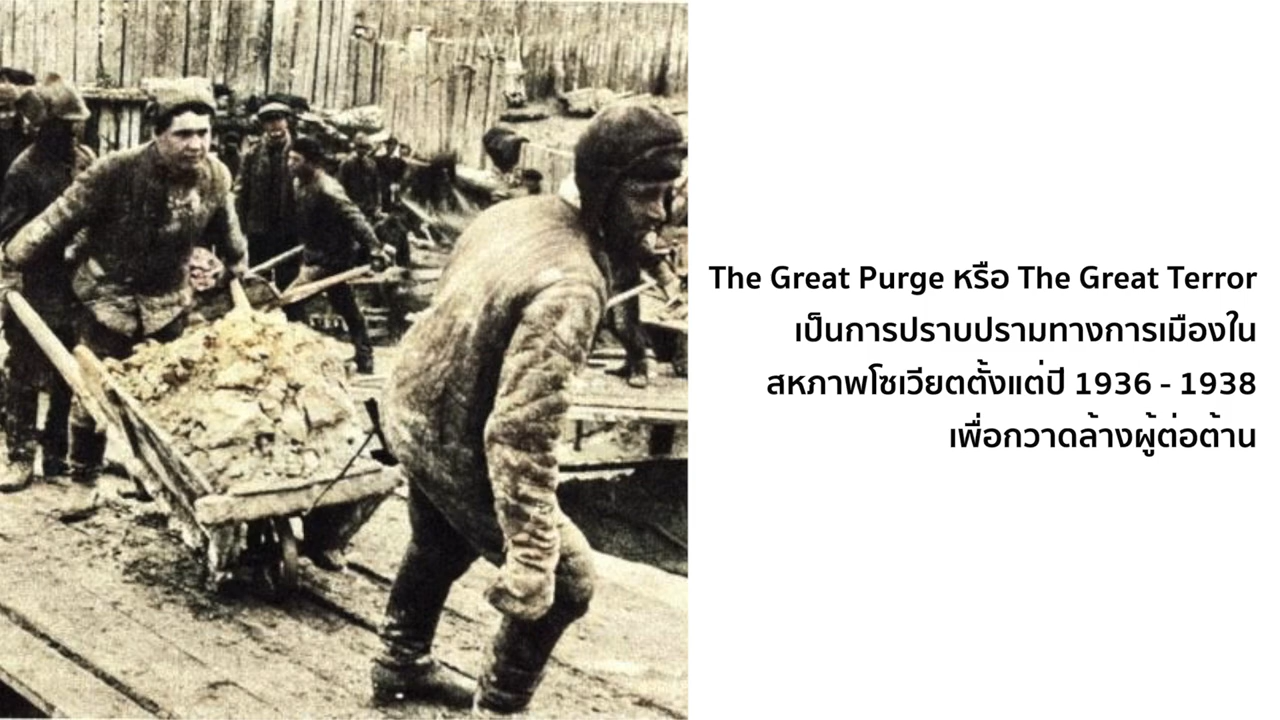 The Great Purge หรือ The Great Terror
เป็นการปราบปรามทางการเมืองใน
สหภาพโซเวียตตั้งแต่ปี 1936 - 1938
เพื่อกวาดล้างผู้ต่อต้าน